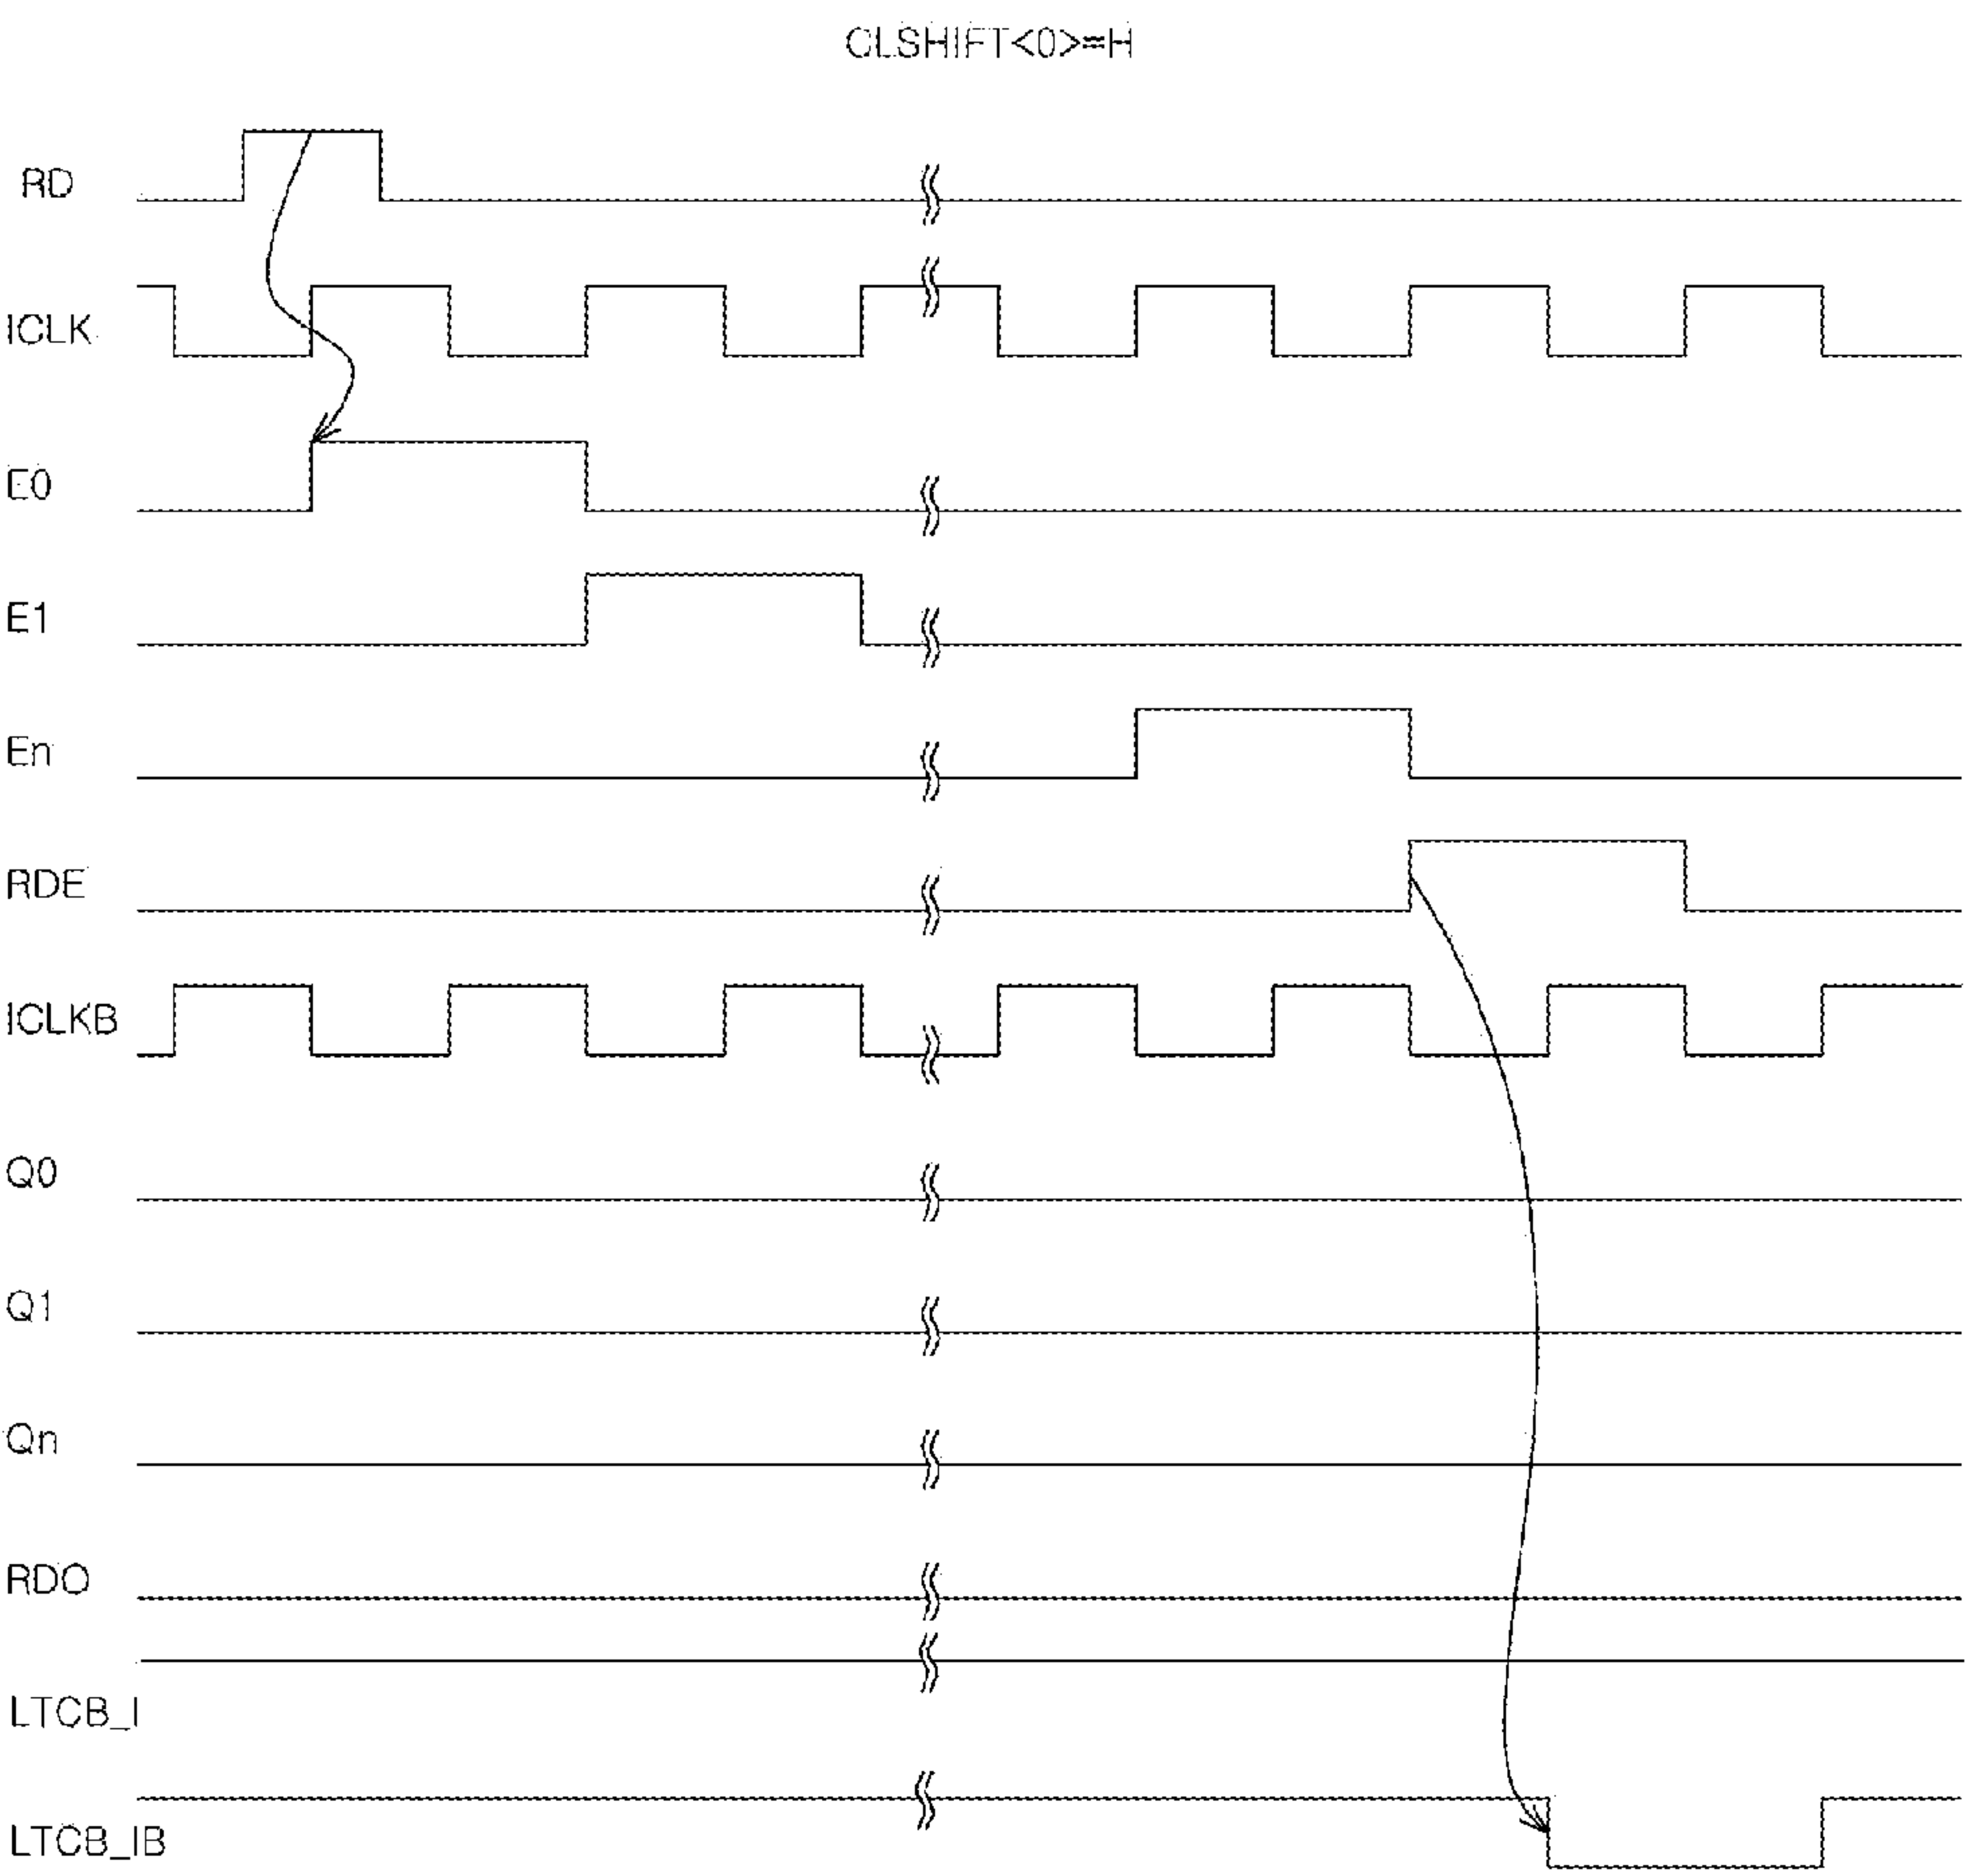 CLSHIFT<0>=H
RD
ICLK
E0
E1
En
RDE
ICLKB
Q0
Q1
Qn
RDO
LTCB_I
LTCB_IB